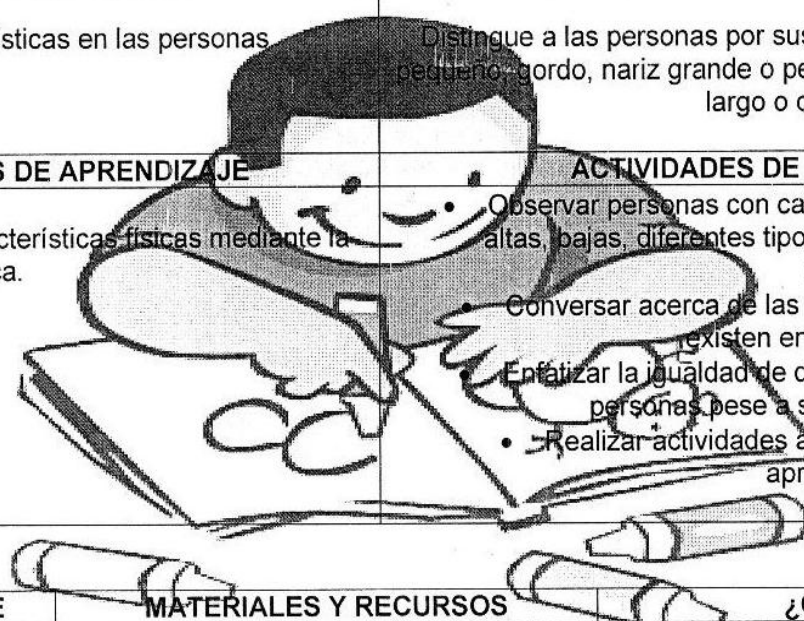 sticas en las personas
Distingue a las personas por sus
pequeño, gordo, nariz grande o pe
largo o c
S DE APRENDIZAJE
ACTIVIDADES DE
cterísticas físicas mediante la
ca.
• Observar personas con ca
altas, bajas, diferentes tipo
• Conversar acerca de las
existen en
• Enfatizar la igualdad de d
personas pese a s
• Realizar actividades a
apr
E
MATERIALES Y RECURSOS
¿